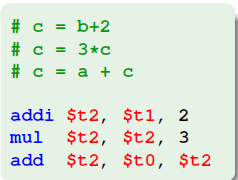 # c = b+2
# c = 3*c
# c = a + c
addi $t2, $t1, 2
mul $t2, $t2, 3
add $t2, $t0, $t2